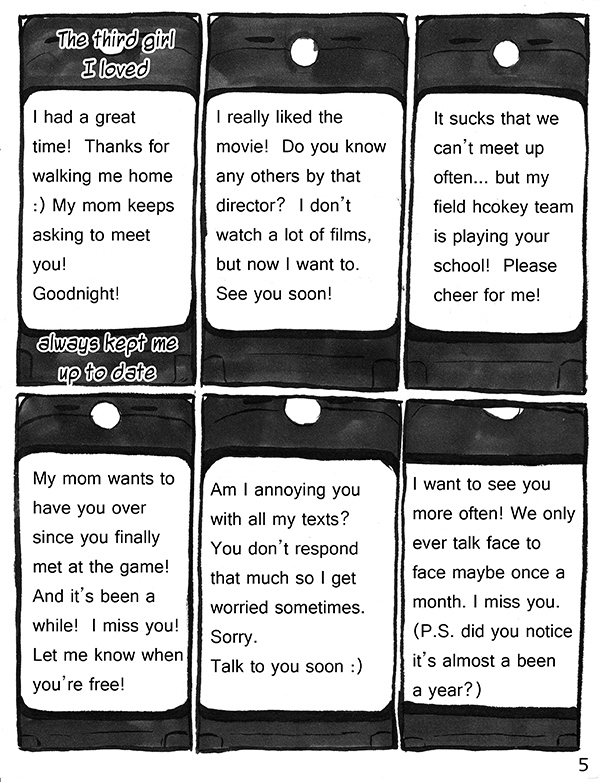 The third girl
I loved
I had a great
time!  Thanks for
walking me home
:) My mom keeps
asking to meet
you!
Goodnight!
always kept me
up to date
I really liked the
movie!  Do you know
any others by that
director?  I don't
watch a lot of films,
but now I want to.
See you soon!
It sucks that we
can't meet up
often... but my
field hcokey team
is playing your
school!  Please
cheer for me!
My mom wants to
have you over
since you finally
met at the game!
And it's been a
while!  I miss you!
Let me know when
you're free!
Am I annoying you
with all my texts?
You don't respond
that much so I get
worried sometimes.
Sorry.
Talk to you soon :)
I want to see you
more often! We only
ever talk face to
face maybe once a
month. I miss you.
(P.S. did you notice
it's almost a been
a year?)
5